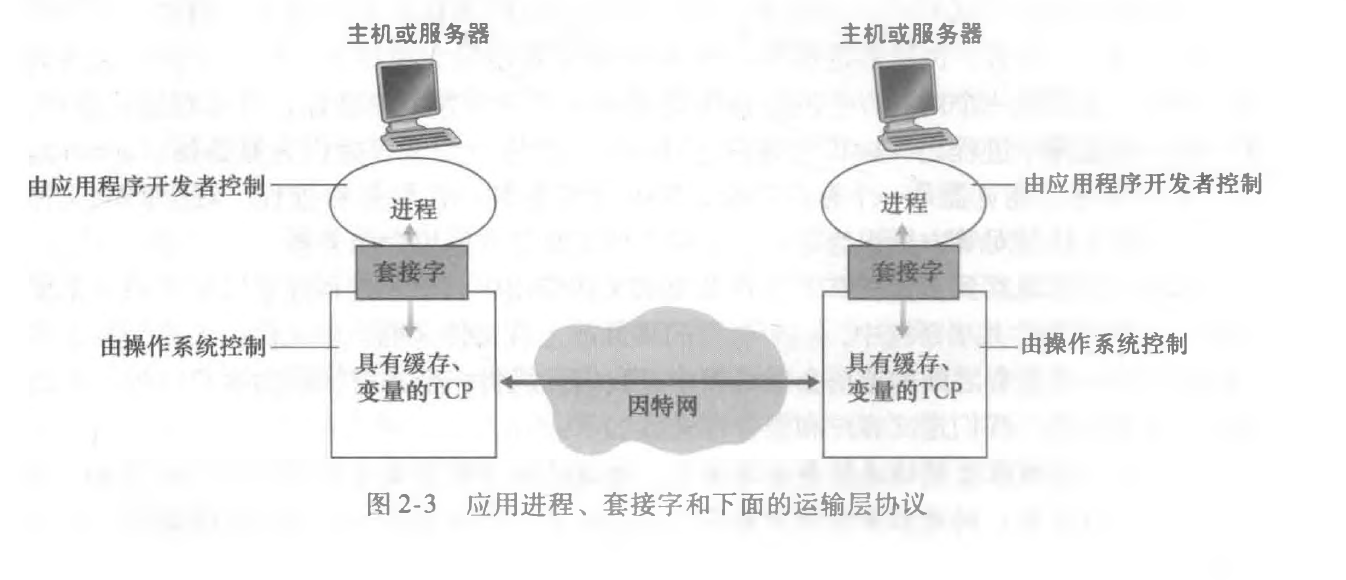 主机或服务器
主机或服务器
由应用程序开发者控制
进程
进程
由应用程序开发者控制
套接字
套接字
由操作系统控制
具有缓存、
变量的TCP
因特网
具有缓存、
变量的TCP
由操作系统控制
图 2-3 应用进程、套接字和下面的运输层协议